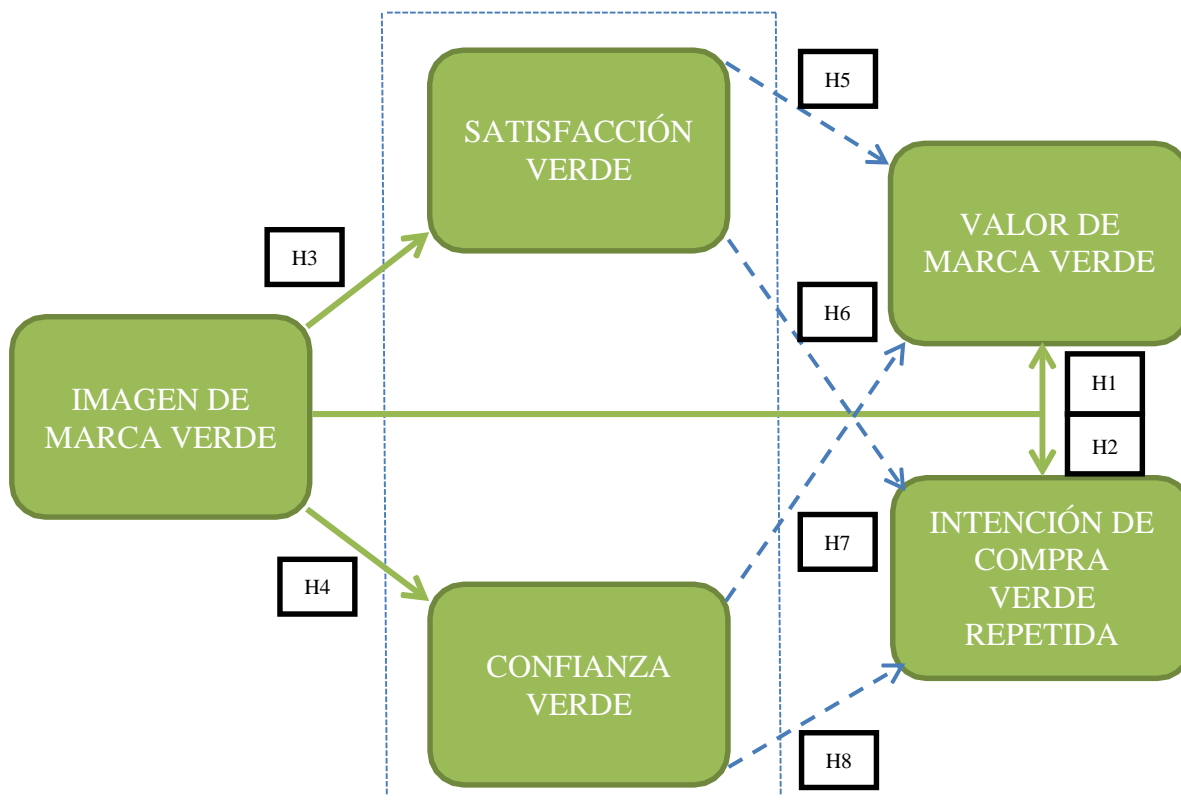 SATISFACCIÓN
VERDE
H5
VALOR DE
MARCA VERDE
H3
H6
IMAGEN DE
MARCA VERDE
H1
H2
H4
H7
INTENCIÓN DE
COMPRA
VERDE
REPETIDA
CONFIANZA
VERDE
H8